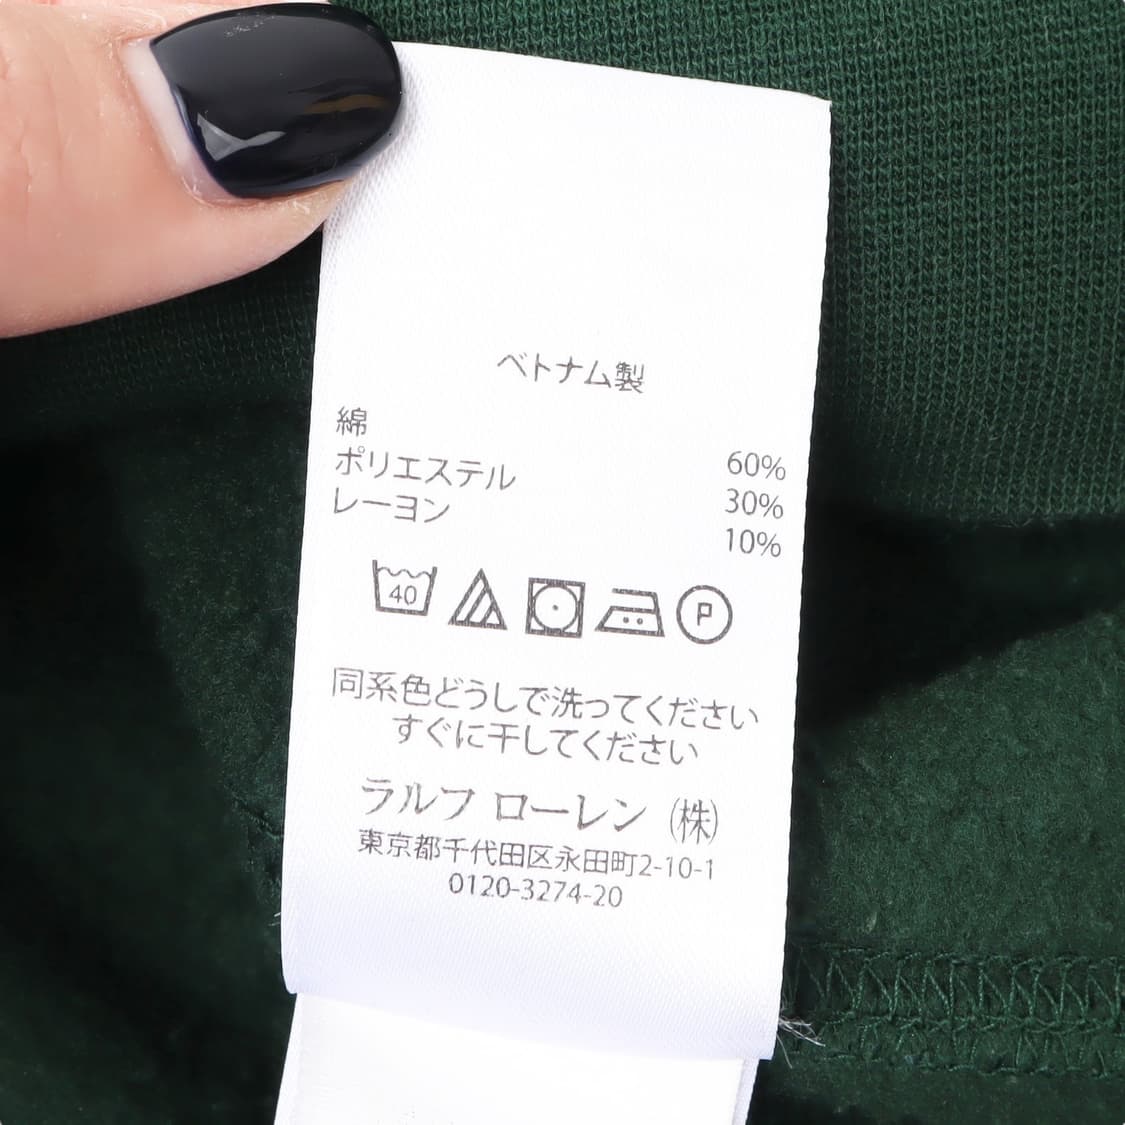 ベトナム製
綿 60%
ポリエステル 30%
レーヨン 10%
40 P
同系色どうしで洗ってください
すぐに干してください
ラルフ ローレン (株)
東京都千代田区永田町2-10-1
0120-3274-20